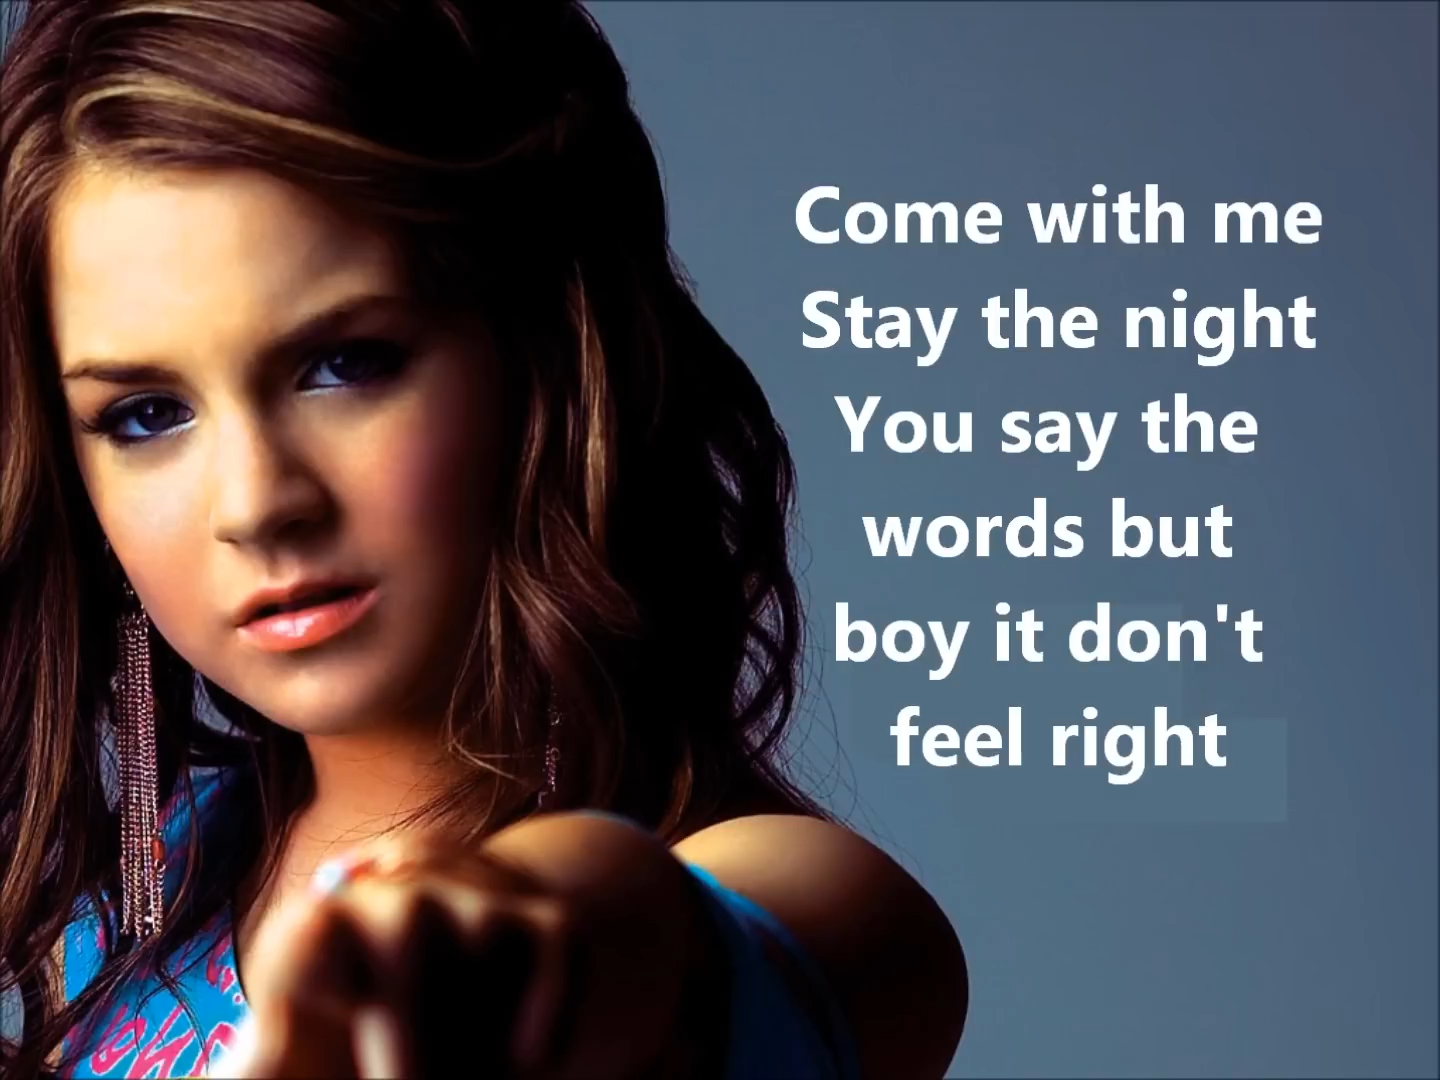 Come with me
Stay the night
You say the
words but
boy it don't
feel right